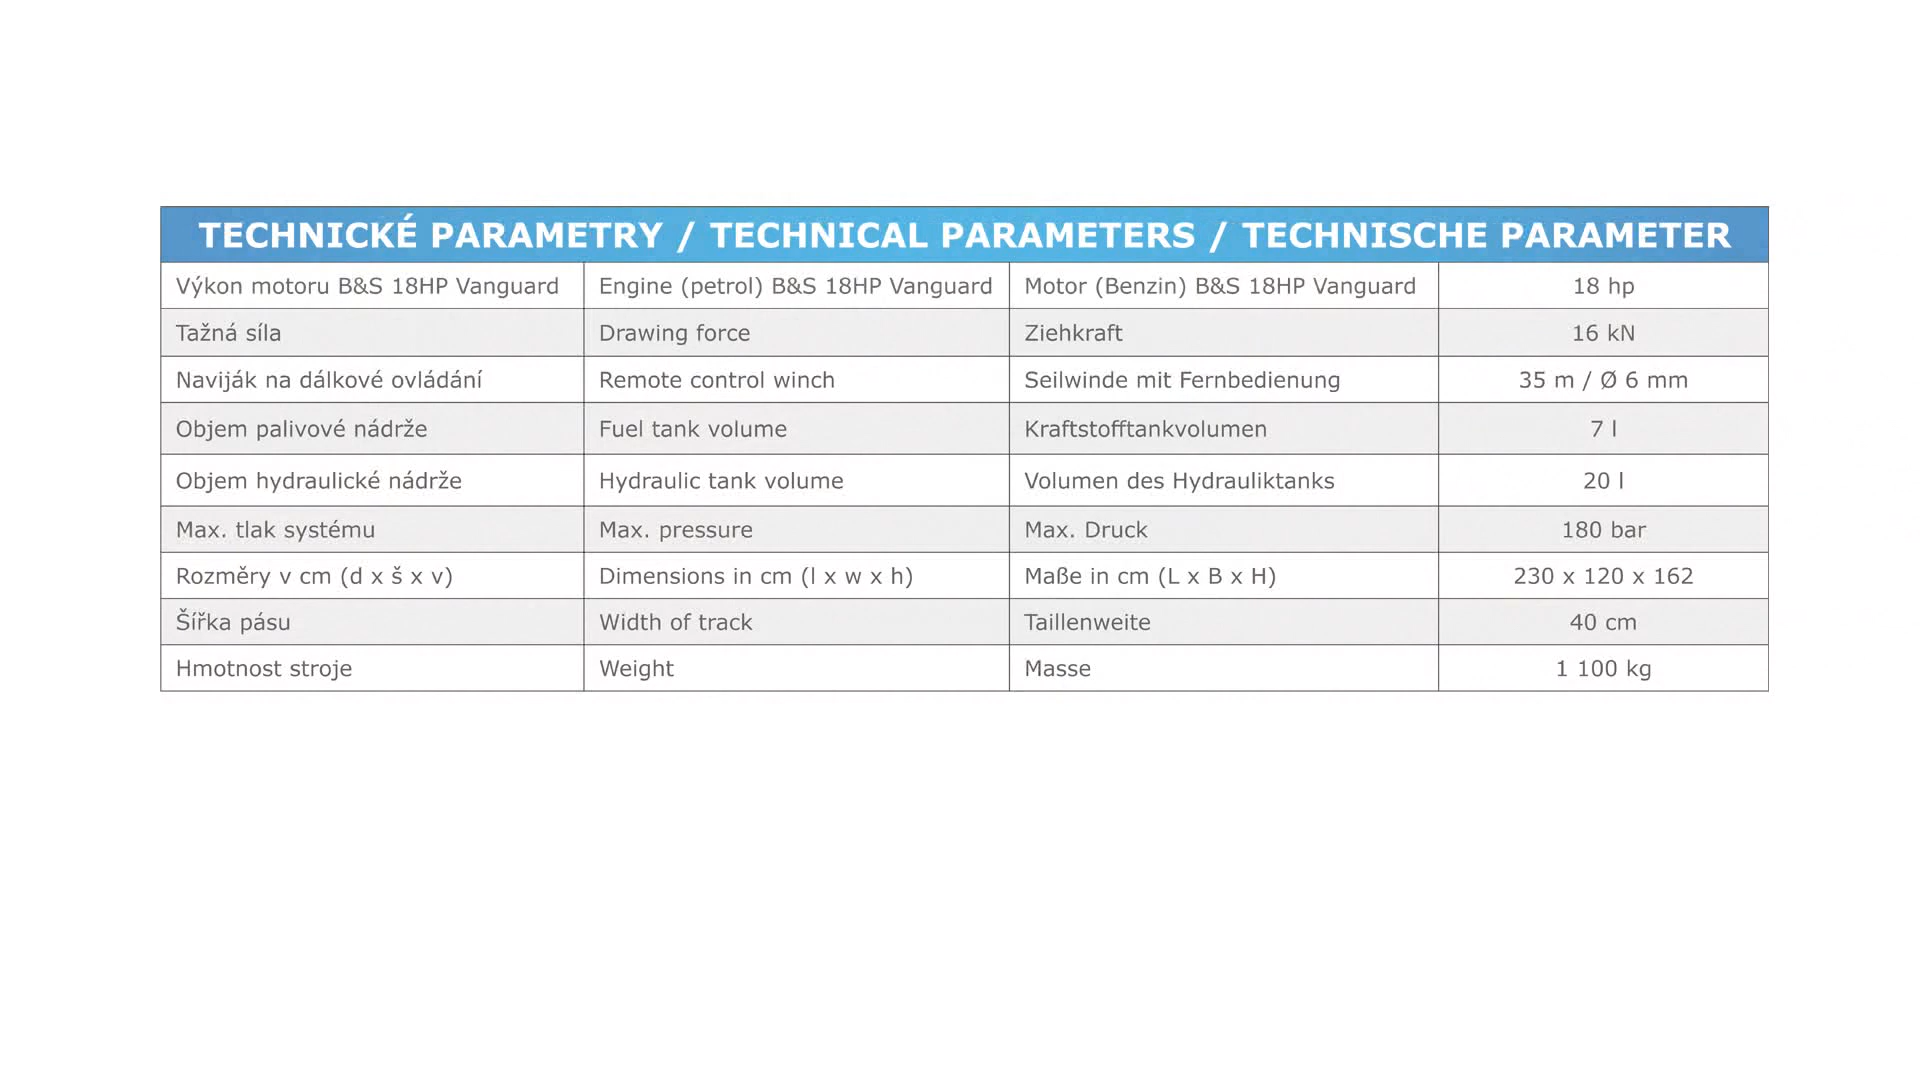 TECHNICKÉ PARAMETRY / TECHNICAL PARAMETERS / TECHNISCHE PARAMETER
Výkon motoru B&S 18HP Vanguard Engine (petrol) B&S 18HP Vanguard Motor (Benzin) B&S 18HP Vanguard 18 hp
Tažná síla Drawing force Ziehkraft 16 kN
Naviják na dálkové ovládání Remote control winch Seilwinde mit Fernbedienung 35 m / Ø 6 mm
Objem palivové nádrže Fuel tank volume Kraftstofftankvolumen 7 l
Objem hydraulické nádrže Hydraulic tank volume Volumen des Hydrauliktanks 20 l
Max. tlak systému Max. pressure Max. Druck 180 bar
Rozměry v cm (d x š x v) Dimensions in cm (l x w x h) Maße in cm (L x B x H) 230 x 120 x 162
Šířka pásu Width of track Taillenweite 40 cm
Hmotnost stroje Weight Masse 1 100 kg